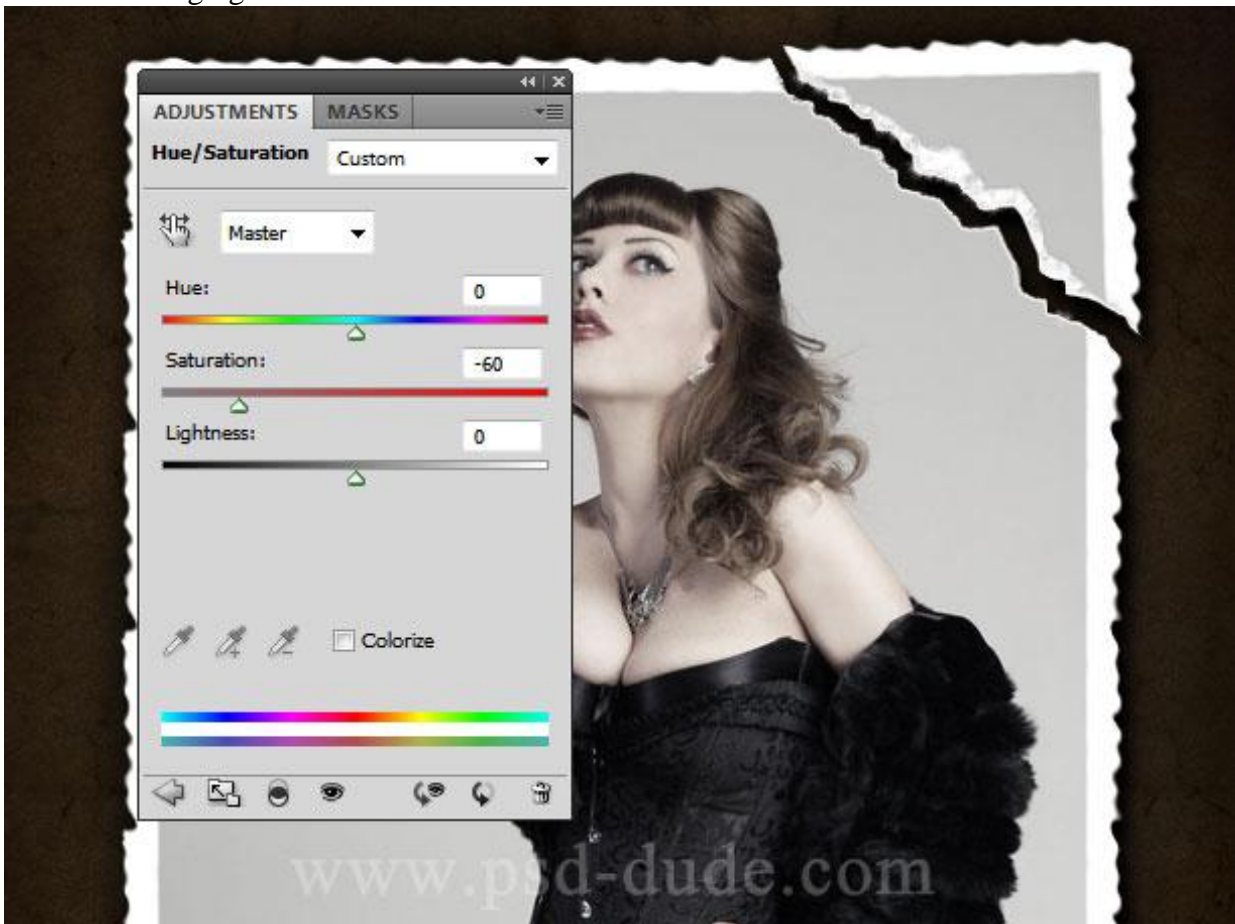 ADJUSTMENTS MASKS
Hue/Saturation Custom
Master
Hue: 0
Saturation: -60
Lightness: 0
Colorize
www.psd-dude.com